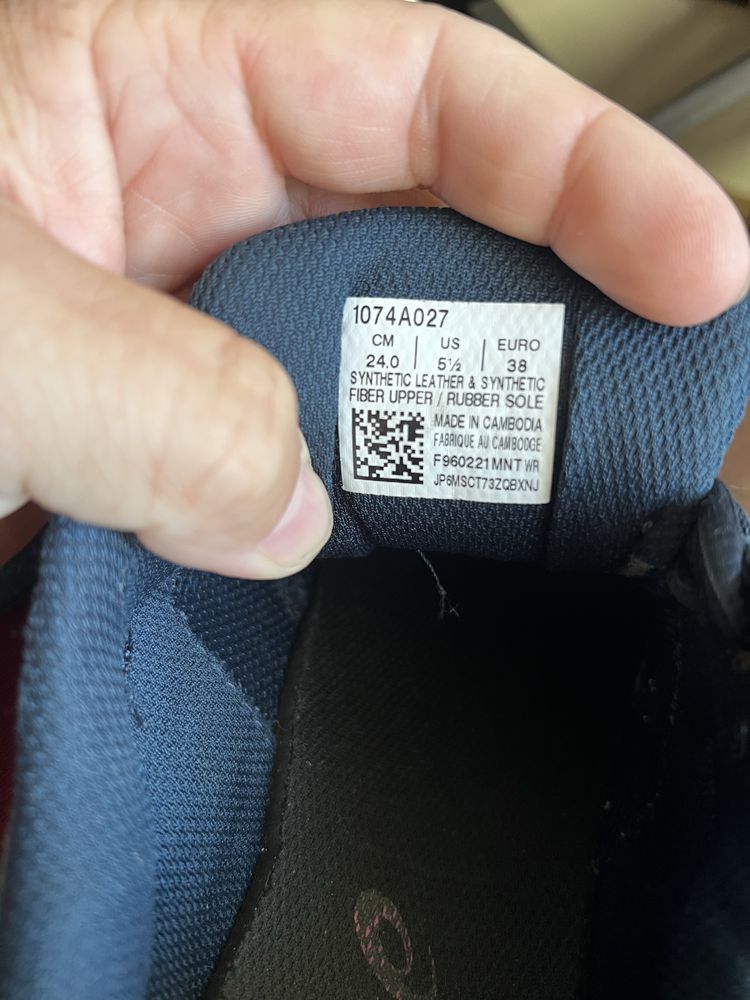 1074A027
CM | US | EURO
24.0 | 5½ | 38
SYNTHETIC LEATHER & SYNTHETIC
FIBER UPPER / RUBBER SOLE
MADE IN CAMBODIA
FABRIQUE AU CAMBODGE
F960221MNT WR
JP6MSCT73ZQBXNJ